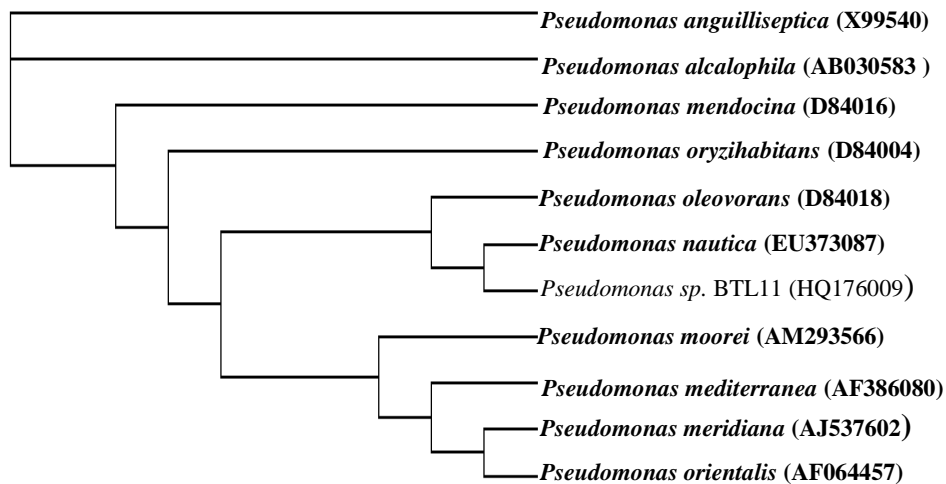 Pseudomonas anguilliseptica (X99540)
Pseudomonas alcalophila (AB030583 )
Pseudomonas mendocina (D84016)
Pseudomonas oryzihabitans (D84004)
Pseudomonas oleovorans (D84018)
Pseudomonas nautica (EU373087)
Pseudomonas sp. BTL11 (HQ176009)
Pseudomonas moorei (AM293566)
Pseudomonas mediterranea (AF386080)
Pseudomonas meridiana (AJ537602)
Pseudomonas orientalis (AF064457)